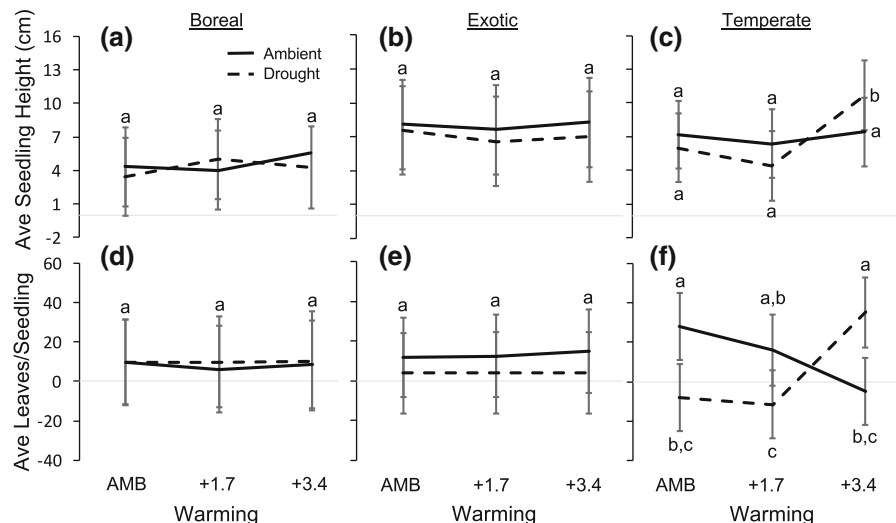 Boreal Exotic Temperate
Ave Seedling Height (cm)
16
13
10
7
4
1
-2
(a)
Ambient
Drought
a a a
(b)
a a a
(c)
a a b
a
a a
Ave Leaves/Seedling
60
40
20
0
-20
-40
(d)
a a a
(e)
a a a
(f)
a a,b a
b,c c b,c
AMB +1.7 +3.4 AMB +1.7 +3.4 AMB +1.7 +3.4
Warming Warming Warming